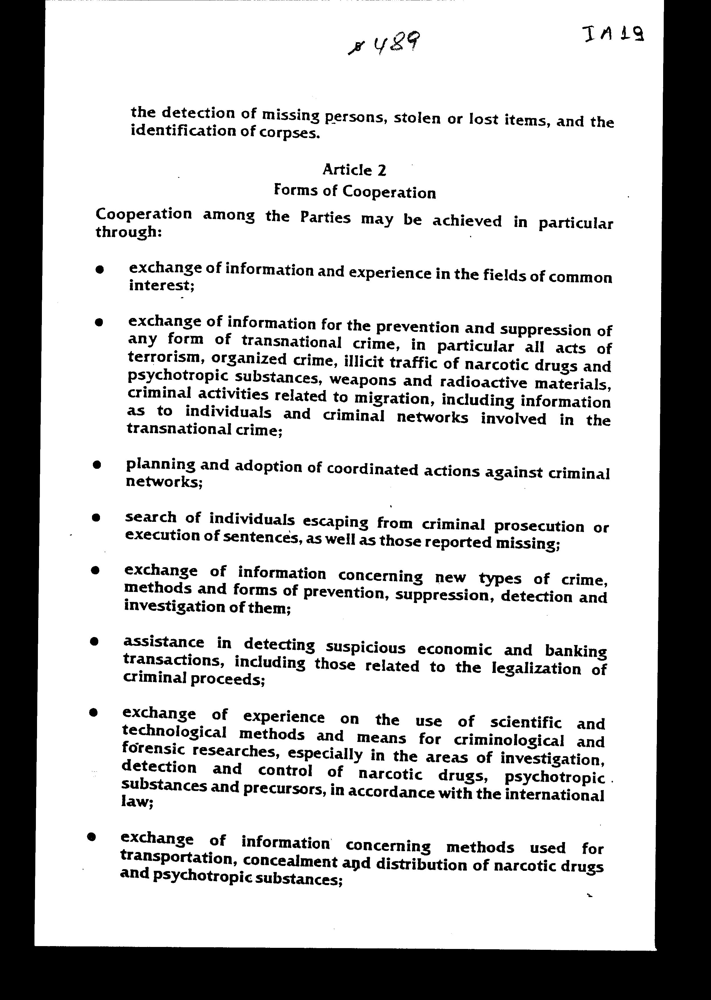 489
IA19
the detection of missing persons, stolen or lost items, and the
identification of corpses.
Article 2
Forms of Cooperation
Cooperation among the Parties may be achieved in particular
through:
● exchange of information and experience in the fields of common
interest;
● exchange of information for the prevention and suppression of
any form of transnational crime, in particular all acts of
terrorism, organized crime, illicit traffic of narcotic drugs and
psychotropic substances, weapons and radioactive materials,
criminal activities related to migration, including information
as to individuals and criminal networks involved in the
transnational crime;
● planning and adoption of coordinated actions against criminal
networks;
● search of individuals escaping from criminal prosecution or
execution of sentences, as well as those reported missing;
● exchange of information concerning new types of crime,
methods and forms of prevention, suppression, detection and
investigation of them;
● assistance in detecting suspicious economic and banking
transactions, including those related to the legalization of
criminal proceeds;
● exchange of experience on the use of scientific and
technological methods and means for criminological and
forensic researches, especially in the areas of investigation,
detection and control of narcotic drugs, psychotropic
substances and precursors, in accordance with the international
law;
● exchange of information concerning methods used for
transportation, concealment and distribution of narcotic drugs
and psychotropic substances;